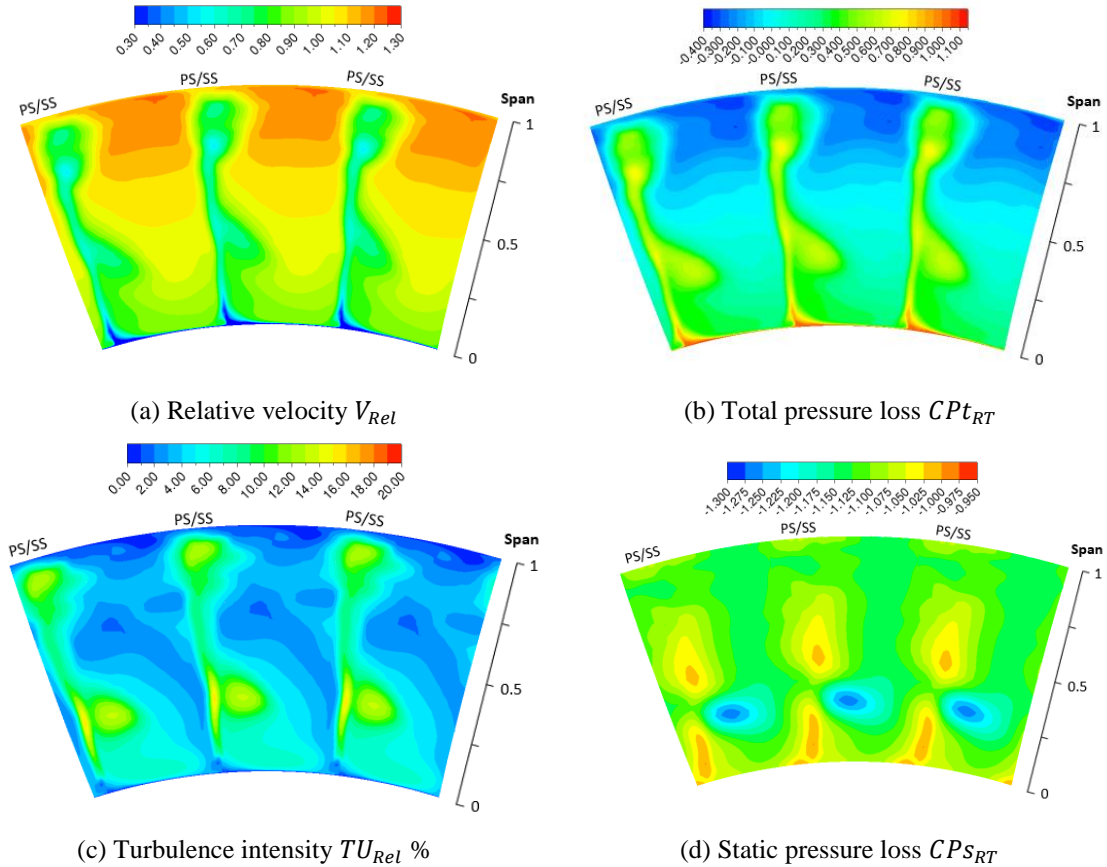 0.30 0.40 0.50 0.60 0.70 0.80 0.90 1.00 1.10 1.20 1.30
PS/SS PS/SS PS/SS
Span
1
0.5
0
(a) Relative velocity V_Rel
-0.400 -0.300 -0.200 -0.100 -0.000 0.100 0.200 0.300 0.400 0.500 0.600 0.700 0.800 0.900 1.000 1.100
PS/SS PS/SS PS/SS
Span
1
0.5
0
(b) Total pressure loss CPt_RT
0.00 2.00 4.00 6.00 8.00 10.00 12.00 14.00 16.00 18.00 20.00
PS/SS PS/SS PS/SS
Span
1
0.5
0
(c) Turbulence intensity TU_Rel %
-1.300 -1.275 -1.250 -1.225 -1.200 -1.175 -1.150 -1.125 -1.100 -1.075 -1.050 -1.025 -1.000 -0.975 -0.950
PS/SS PS/SS PS/SS
Span
1
0.5
0
(d) Static pressure loss CPs_RT